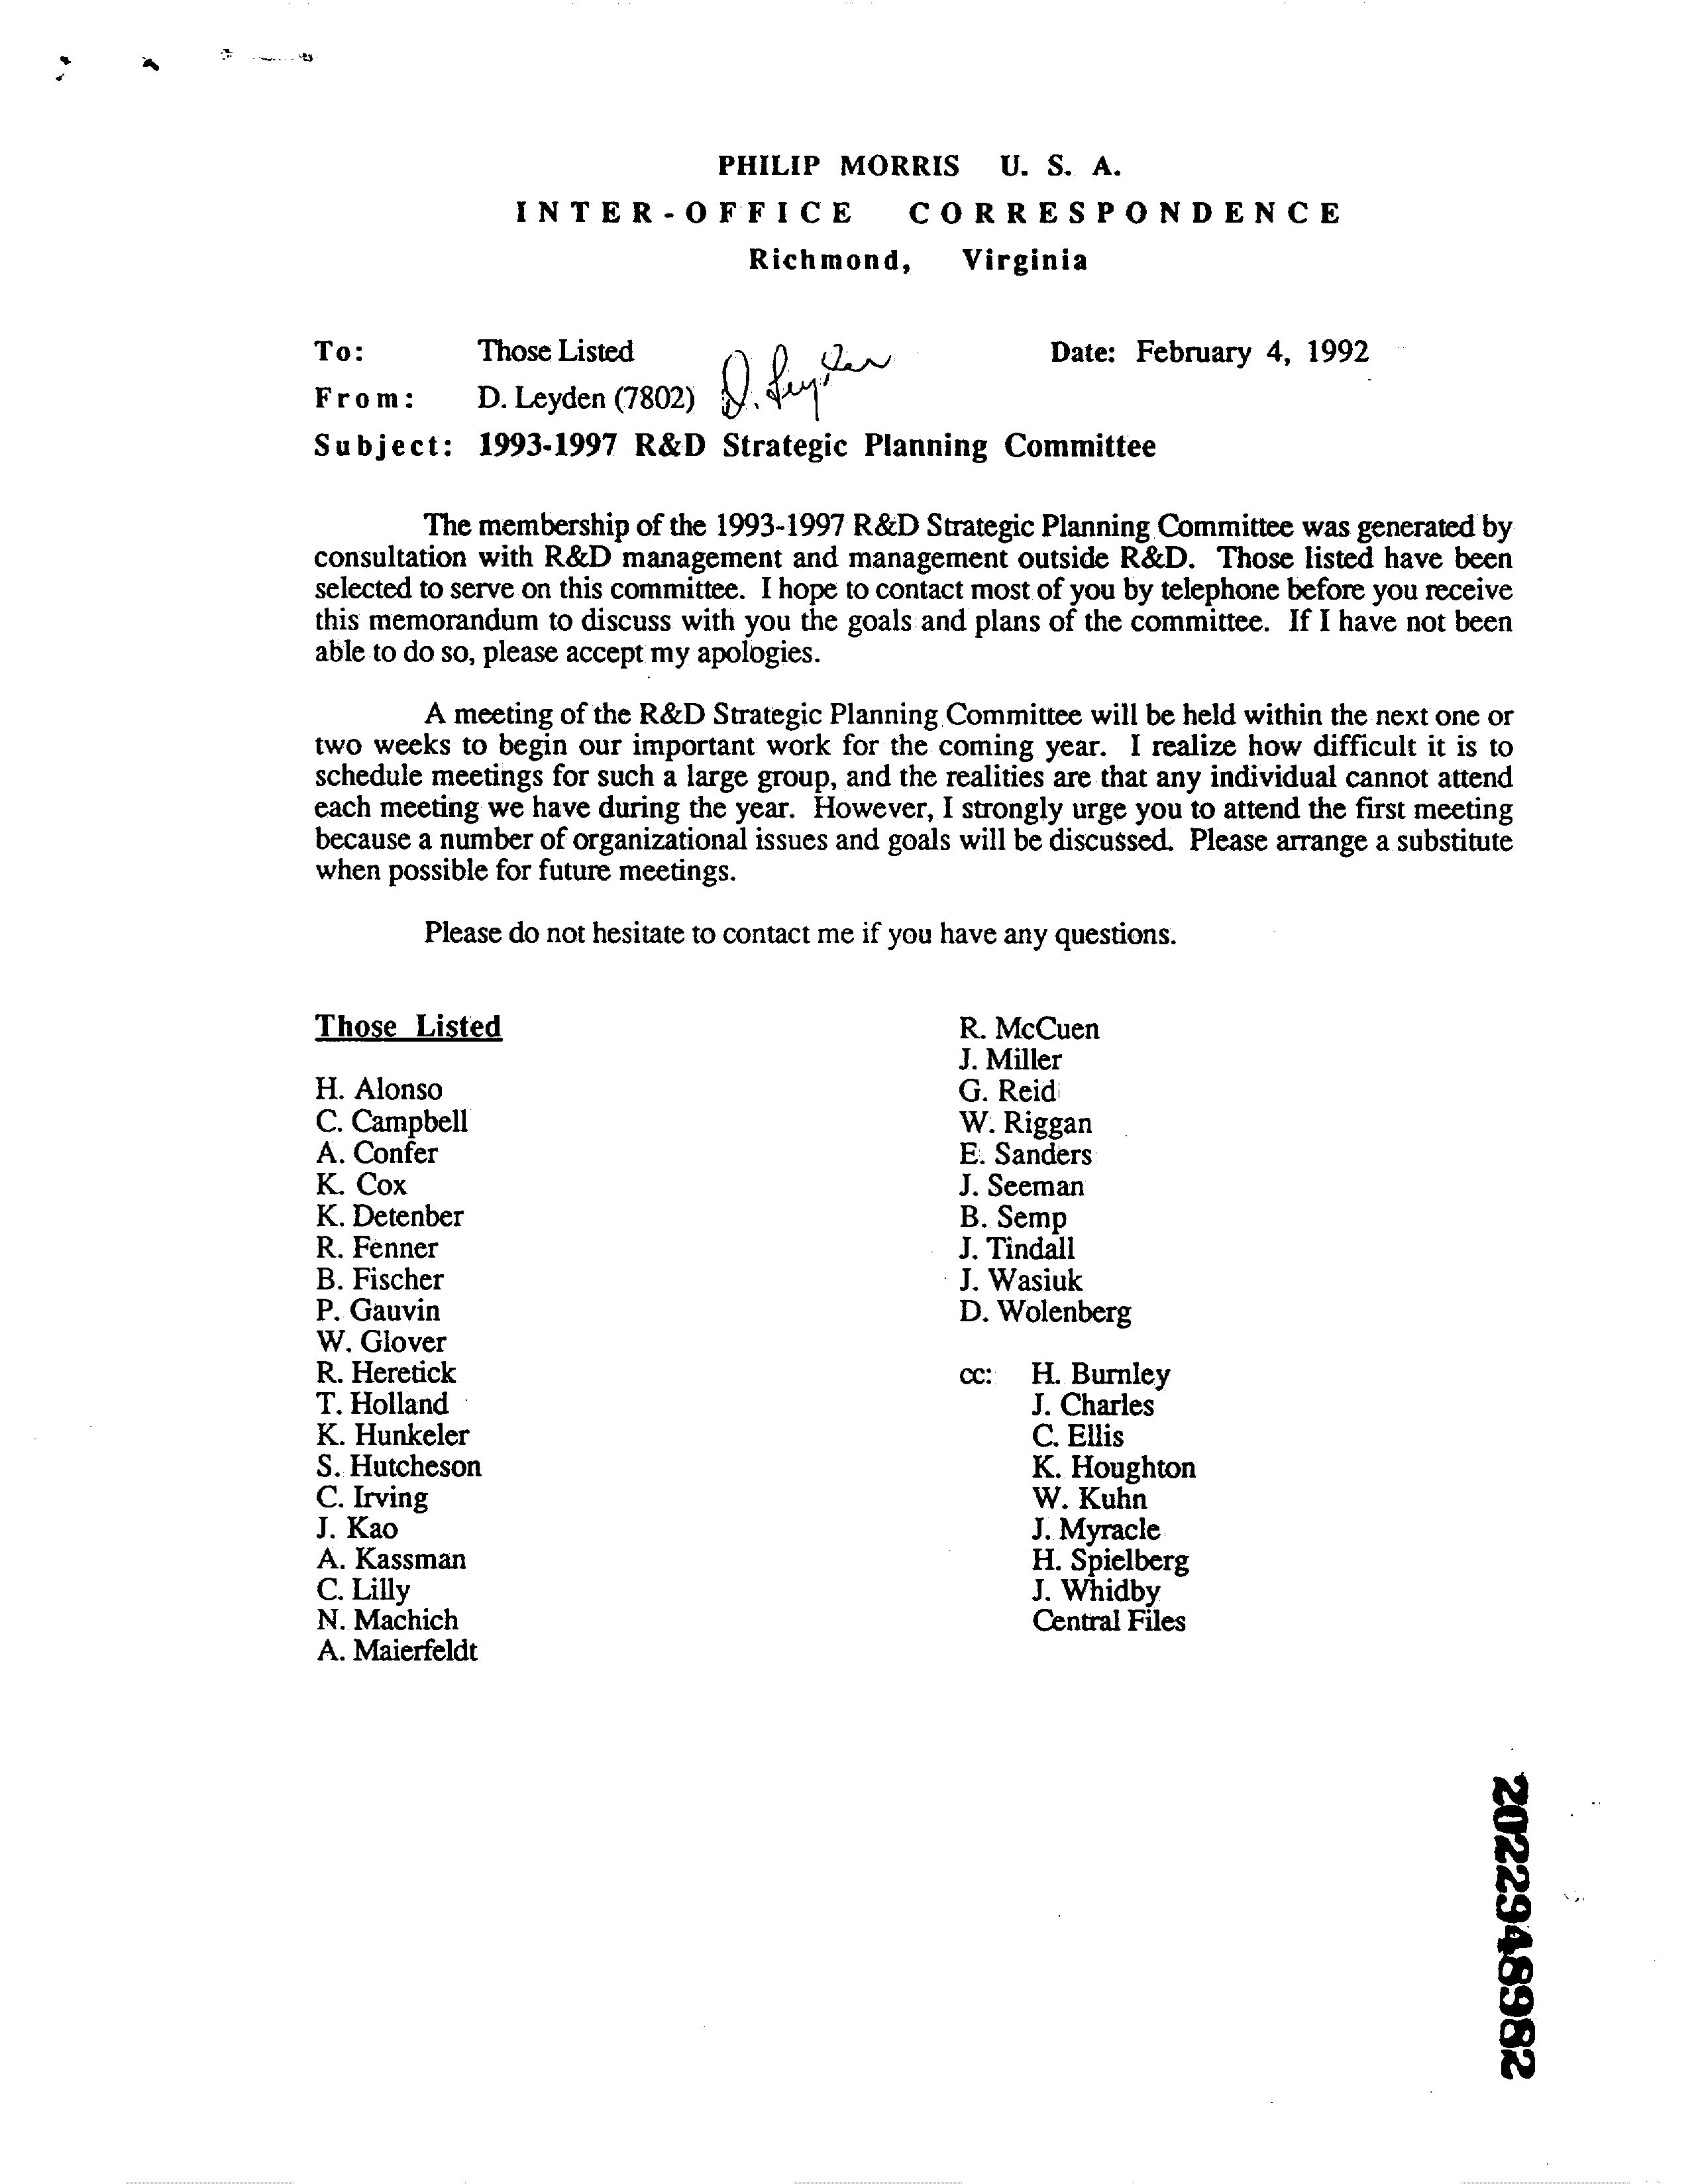 PHILIP MORRIS U. S. A.
INTER-OFFICE CORRESPONDENCE
Richmond, Virginia
To: Those Listed
Date: February 4, 1992
From: D. Leyden (7802)
D. Leyden
Subject: 1993-1997 R&D Strategic Planning Committee
The membership of the 1993-1997 R&D Strategic Planning Committee was generated by
consultation with R&D management and management outside R&D. Those listed have been
selected to serve on this committee. I hope to contact most of you by telephone before you receive
this memorandum to discuss with you the goals and plans of the committee. If I have not been
able to do so, please accept my apologies.
A meeting of the R&D Strategic Planning Committee will be held within the next one or
two weeks to begin our important work for the coming year. I realize how difficult it is to
schedule meetings for such a large group, and the realities are that any individual cannot attend
each meeting we have during the year. However, I strongly urge you to attend the first meeting
because a number of organizational issues and goals will be discussed. Please arrange a substitute
when possible for future meetings.
Please do not hesitate to contact me if you have any questions.
Those Listed
H. Alonso
C. Campbell
A. Confer
K. Cox
K. Detenber
R. Fenner
B. Fischer
P. Gauvin
W. Glover
R. Heretick
T. Holland
K. Hunkeler
S. Hutcheson
C. Irving
J. Kao
A. Kassman
C. Lilly
N. Machich
A. Maierfeldt
R. McCuen
J. Miller
G. Reid
W. Riggan
E. Sanders
J. Seeman
B. Semp
J. Tindall
J. Wasiuk
D. Wolenberg
cc: H. Burnley
J. Charles
C. Ellis
K. Houghton
W. Kuhn
J. Myracle
H. Spielberg
J. Whidby
Central Files
2022948982